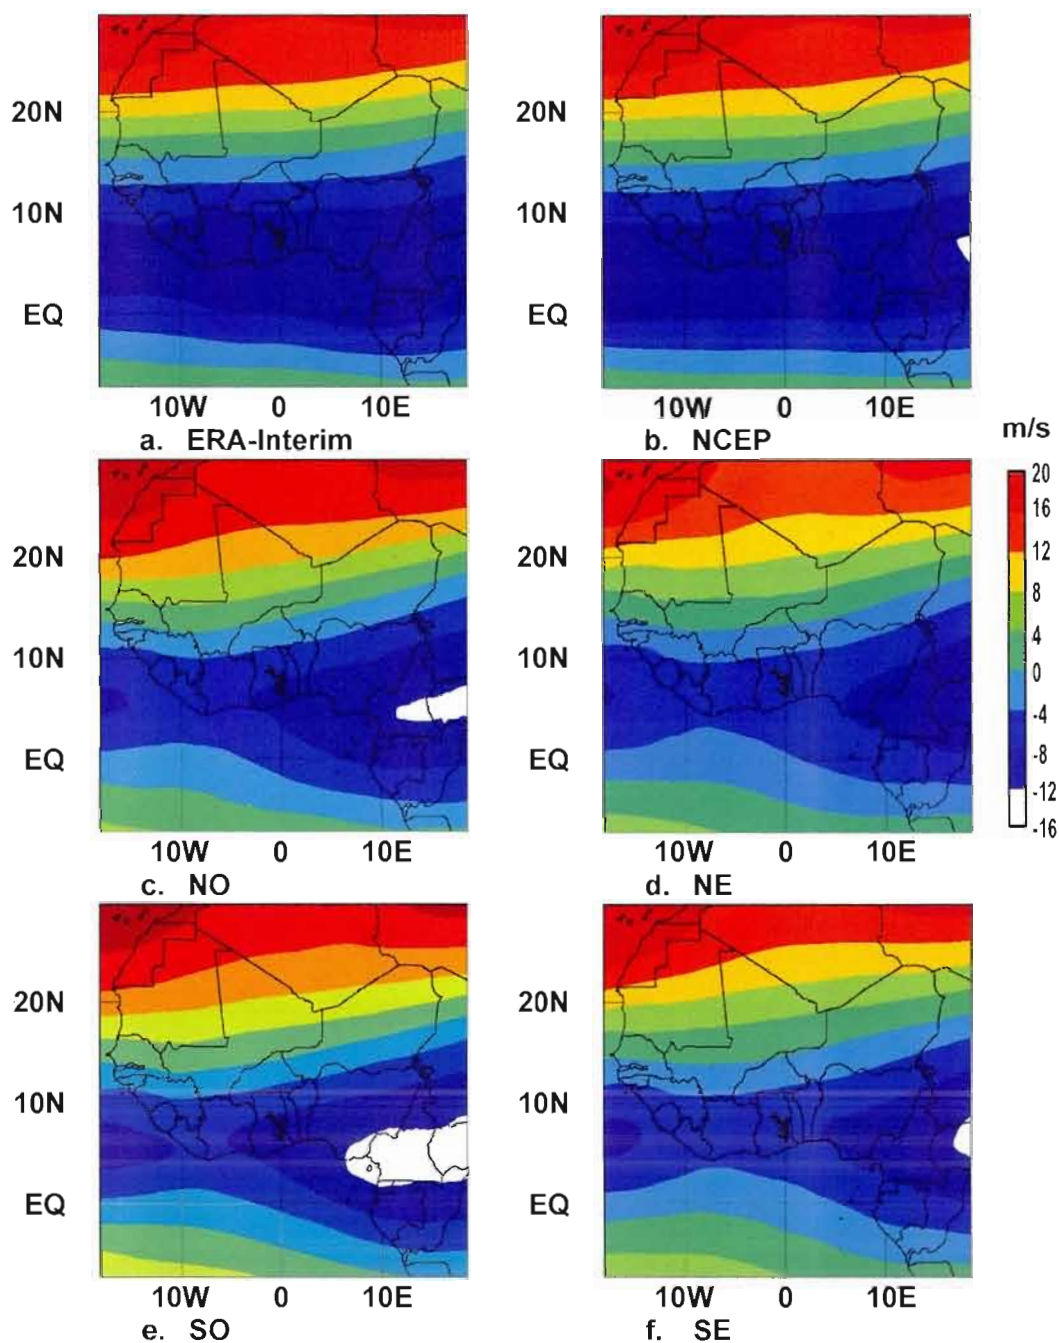 20N
10N
EQ
10W 0 10E
a. ERA-Interim
20N
10N
EQ
10W 0 10E
b. NCEP
m/s
20
16
12
8
4
0
-4
-8
-12
-16
20N
10N
EQ
10W 0 10E
c. NO
20N
10N
EQ
10W 0 10E
d. NE
20N
10N
EQ
10W 0 10E
e. SO
20N
10N
EQ
10W 0 10E
f. SE